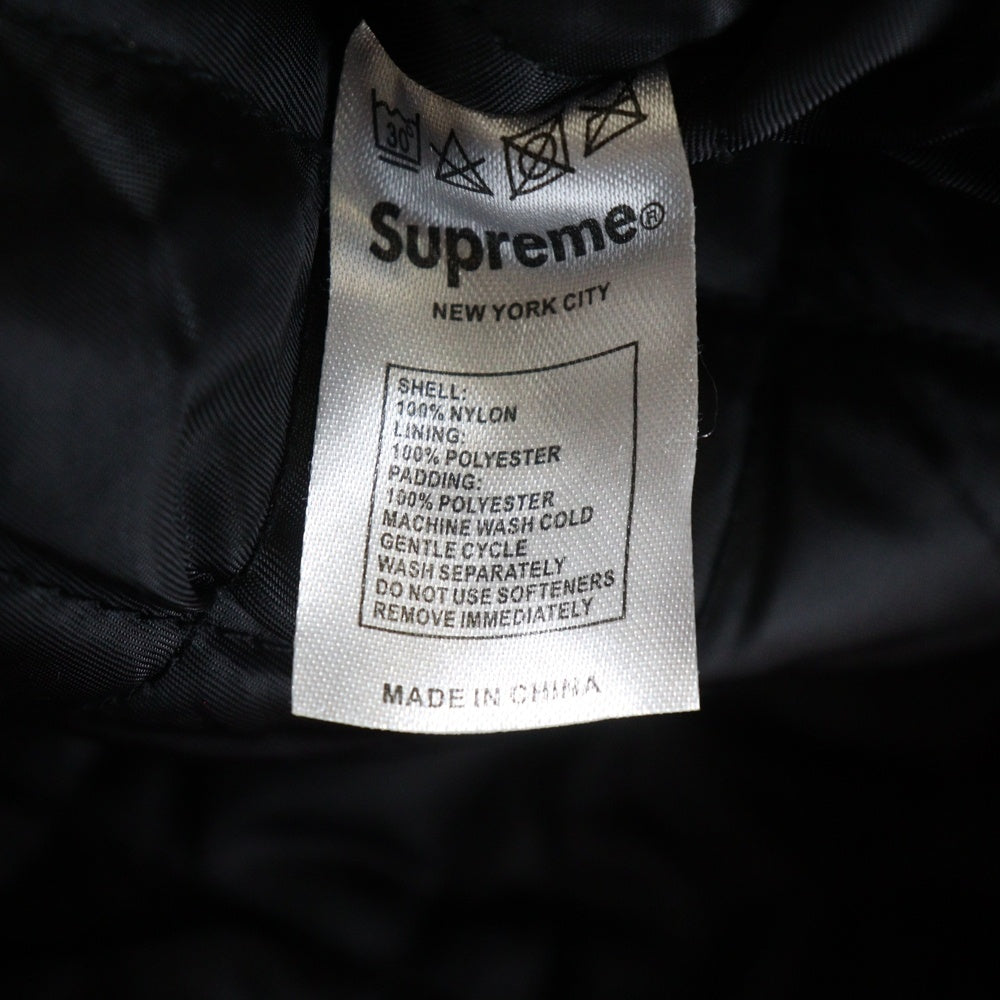 30°
Supreme®
NEW YORK CITY
SHELL:
100% NYLON
LINING:
100% POLYESTER
PADDING:
100% POLYESTER
MACHINE WASH COLD
GENTLE CYCLE
WASH SEPARATELY
DO NOT USE SOFTENERS
REMOVE IMMEDIATELY
MADE IN CHINA